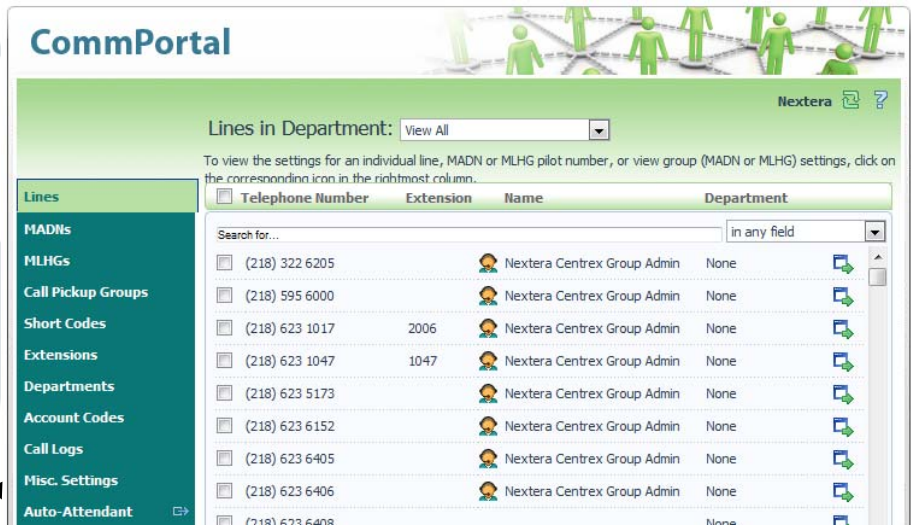 CommPortal
Nextera
Lines in Department: View All
To view the settings for an individual line, MADN or MLHG pilot number, or view group (MADN or MLHG) settings, click on
the corresponding icon in the rightmost column.
Telephone Number Extension Name Department
Search for... in any field
Lines
MADNs
MLHGs
Call Pickup Groups
Short Codes
Extensions
Departments
Account Codes
Call Logs
Misc. Settings
Auto-Attendant
(218) 322 6205 Nextera Centrex Group Admin None
(218) 595 6000 Nextera Centrex Group Admin None
(218) 623 1017 2006 Nextera Centrex Group Admin None
(218) 623 1047 1047 Nextera Centrex Group Admin None
(218) 623 5173 Nextera Centrex Group Admin None
(218) 623 6152 Nextera Centrex Group Admin None
(218) 623 6405 Nextera Centrex Group Admin None
(218) 623 6406 Nextera Centrex Group Admin None
(218) 623 6408 None